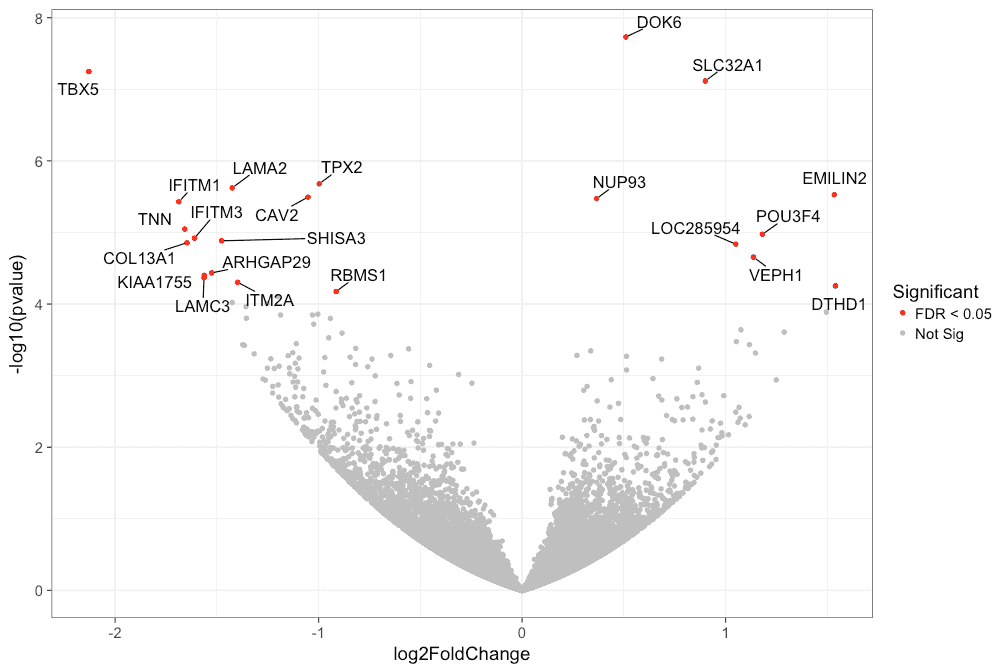 DOK6
SLC32A1
TBX5
LAMA2
TPX2
IFITM1
NUP93
EMILIN2
IFITM3
CAV2
TNN
POU3F4
LOC285954
SHISA3
COL13A1
ARHGAP29
RBMS1
VEPH1
KIAA1755
ITM2A
LAMC3
DTHD1
8
6
4
2
0
-log10(pvalue)
-2
-1
0
1
log2FoldChange
Significant
FDR < 0.05
Not Sig